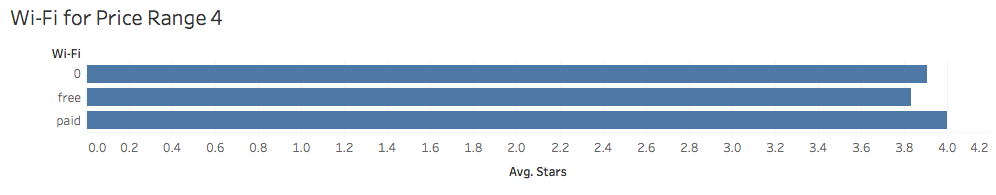 Wi-Fi for Price Range 4
Wi-Fi
0
free
paid
0.0 0.2 0.4 0.6 0.8 1.0 1.2 1.4 1.6 1.8 2.0 2.2 2.4 2.6 2.8 3.0 3.2 3.4 3.6 3.8 4.0 4.2
Avg. Stars